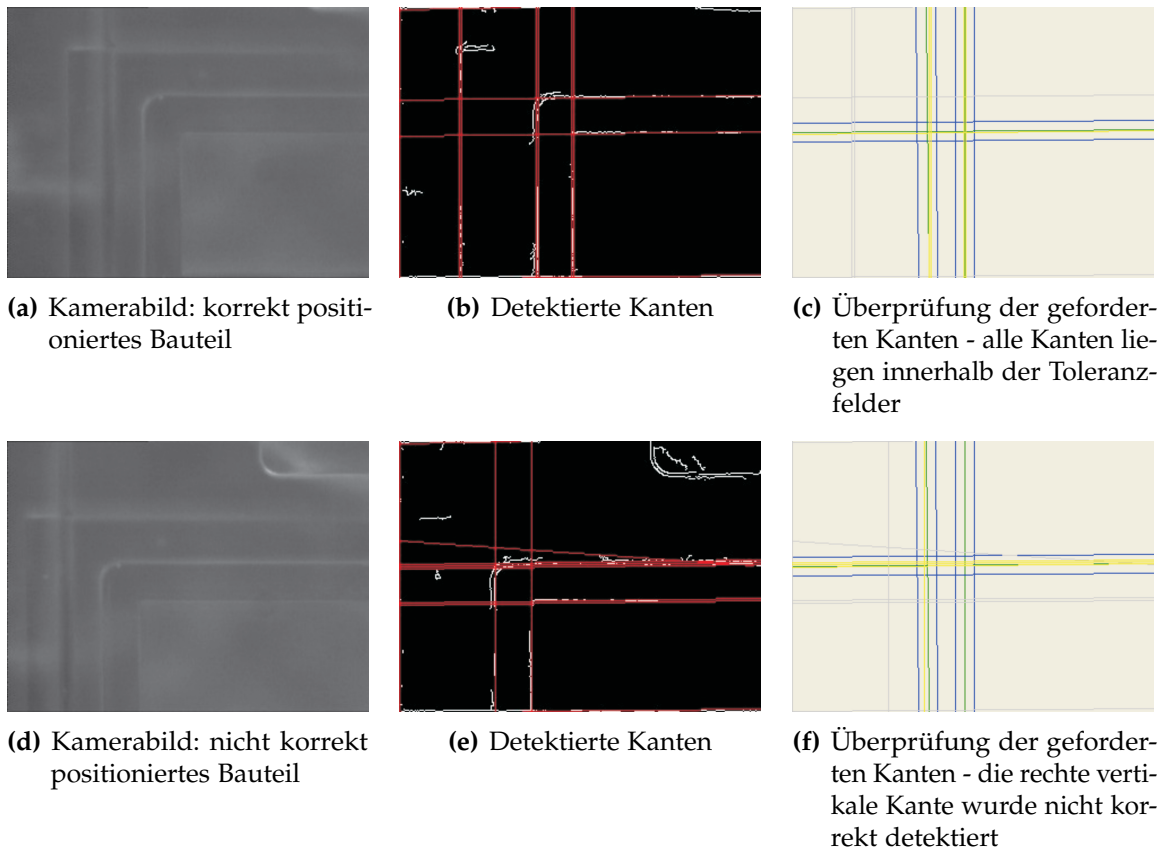 (a) Kamerabild: korrekt positi-
oniertes Bauteil
(b) Detektierte Kanten
(c) Überprüfung der geforder-
ten Kanten - alle Kanten lie-
gen innerhalb der Toleranz-
felder
(d) Kamerabild: nicht korrekt
positioniertes Bauteil
(e) Detektierte Kanten
(f) Überprüfung der geforder-
ten Kanten - die rechte verti-
kale Kante wurde nicht kor-
rekt detektiert